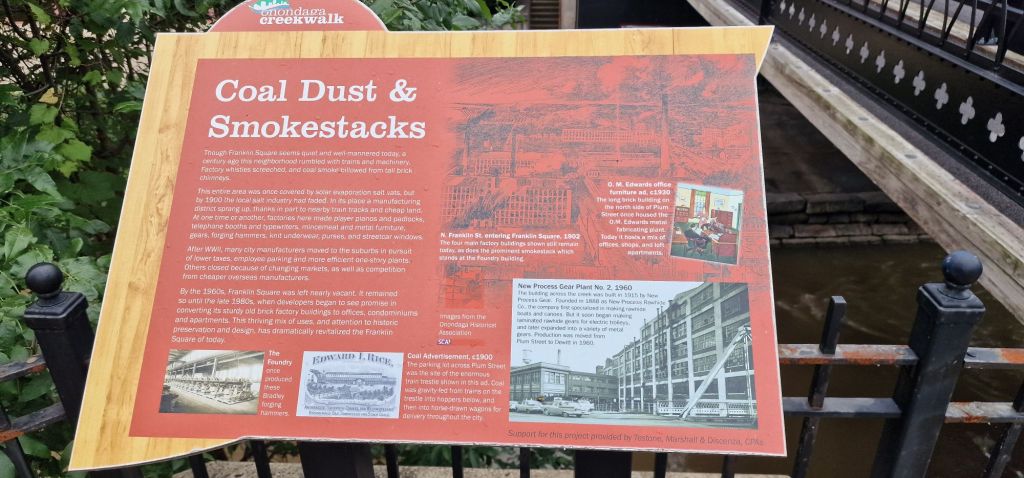 onondaga
creekwalk
Coal Dust &
Smokestacks
Though Franklin Square seems quiet and well-mannered today, a
century ago this neighborhood rumbled with trains and machinery.
Factory whistles screeched, and coal smoke billowed from tall brick
chimneys.
This entire area was once covered by solar evaporation salt vats, but
by 1900 the local salt industry had faded. In its place a manufacturing
district sprang up, thanks in part to nearby train tracks and cheap land.
At one time or another, factories here made player pianos and padlocks,
telephone booths and typewriters, mincemeat and metal furniture,
gears, forging hammers, knit underwear, purses, and streetcar windows.
After WWII, many city manufacturers moved to the suburbs in pursuit
of lower taxes, employee parking and more efficient one-story plants.
Others closed because of changing markets, as well as competition
from cheaper overseas manufacturers.
By the 1960s, Franklin Square was left nearly vacant. It remained
so until the late 1980s, when developers began to see promise in
converting its sturdy old brick factory buildings to offices, condominiums
and apartments. This thriving mix of uses, and attention to historic
preservation and design, has dramatically revitalized the Franklin
Square of today.
The
Foundry
once
produced
these
Bradley
forging
hammers.
EDWARD I. RICE,
Coal Advertisement, c1900
The parking lot across Plum Street
was the site of the enormous
train trestle shown in this ad. Coal
was gravity-fed from trains on the
trestle into hoppers below, and
then into horse-drawn wagons for
delivery throughout the city.
N. Franklin St. entering Franklin Square, 1902
The four main factory buildings shown still remain
today, as does the prominent smokestack which
stands at the Foundry building.
O. M. Edwards office
furniture ad, c1930
The long brick building on
the north side of Plum
Street once housed the
O.M. Edwards metal
fabricating plant.
Today it holds a mix of
offices, shops, and loft
apartments.
Images from the
Onondaga Historical
Association
New Process Gear Plant No. 2, 1960
The building across the creek was built in 1915 by New
Process Gear. Founded in 1888 as New Process Rawhide
Co., the company first specialized in making rawhide
boats and canoes. But it soon began making
laminated rawhide gears for electric trolleys,
and later expanded into a variety of metal
gears. Production was moved from
Plum Street to Dewitt in 1960.
Support for this project provided by Testone, Marshall & Discenza, CPAs